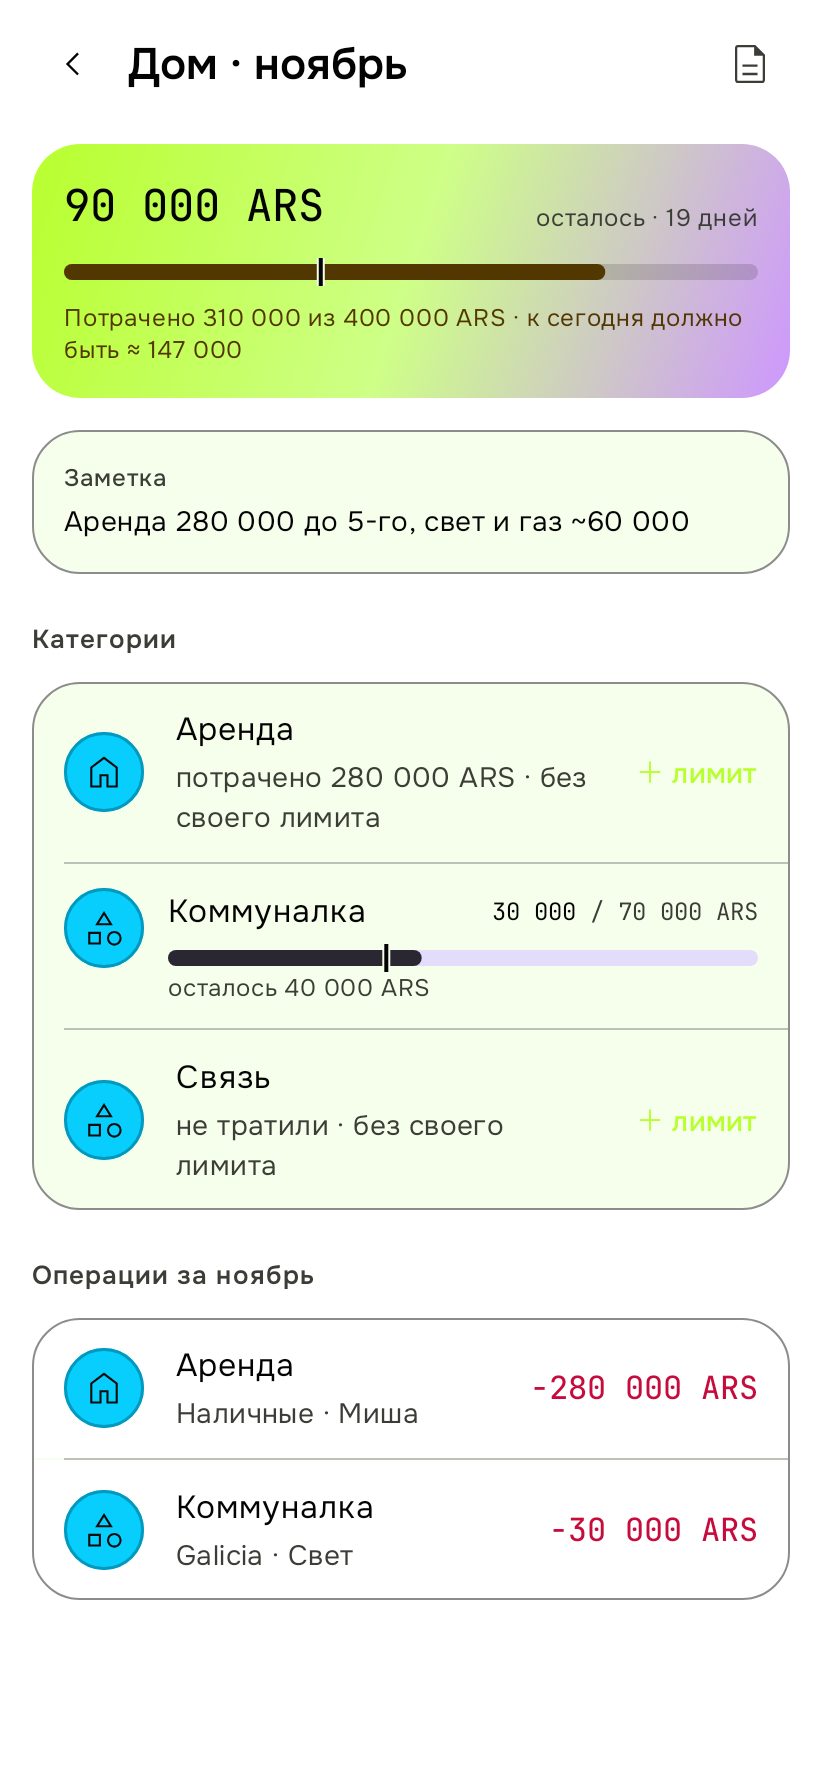 Дом · ноябрь
90 000 ARS
осталось · 19 дней
Потрачено 310 000 из 400 000 ARS · к сегодня должно
быть ≈ 147 000
Заметка
Аренда 280 000 до 5-го, свет и газ ~60 000
Категории
Аренда
потрачено 280 000 ARS · без
своего лимита
+ лимит
Коммуналка
30 000 / 70 000 ARS
осталось 40 000 ARS
Связь
не тратили · без своего
лимита
+ лимит
Операции за ноябрь
Аренда
Наличные · Миша
-280 000 ARS
Коммуналка
Galicia · Свет
-30 000 ARS